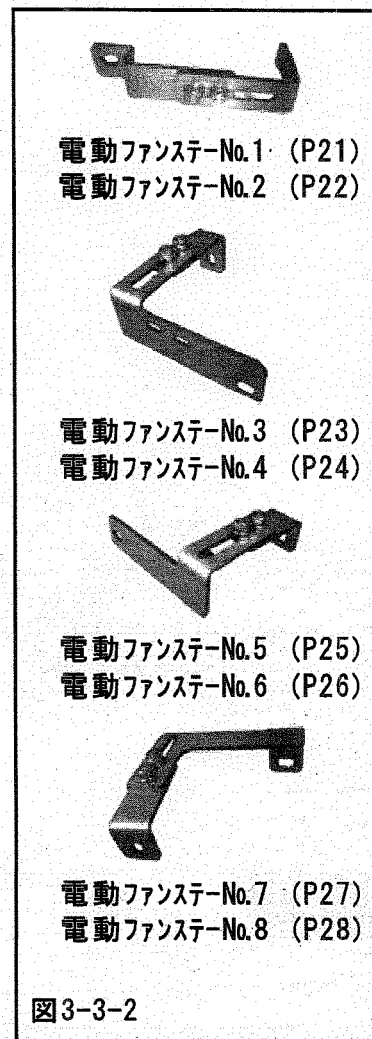 電動ファンステーNo.1 (P21)
電動ファンステーNo.2 (P22)
電動ファンステーNo.3 (P23)
電動ファンステーNo.4 (P24)
電動ファンステーNo.5 (P25)
電動ファンステーNo.6 (P26)
電動ファンステーNo.7 (P27)
電動ファンステーNo.8 (P28)
図3-3-2